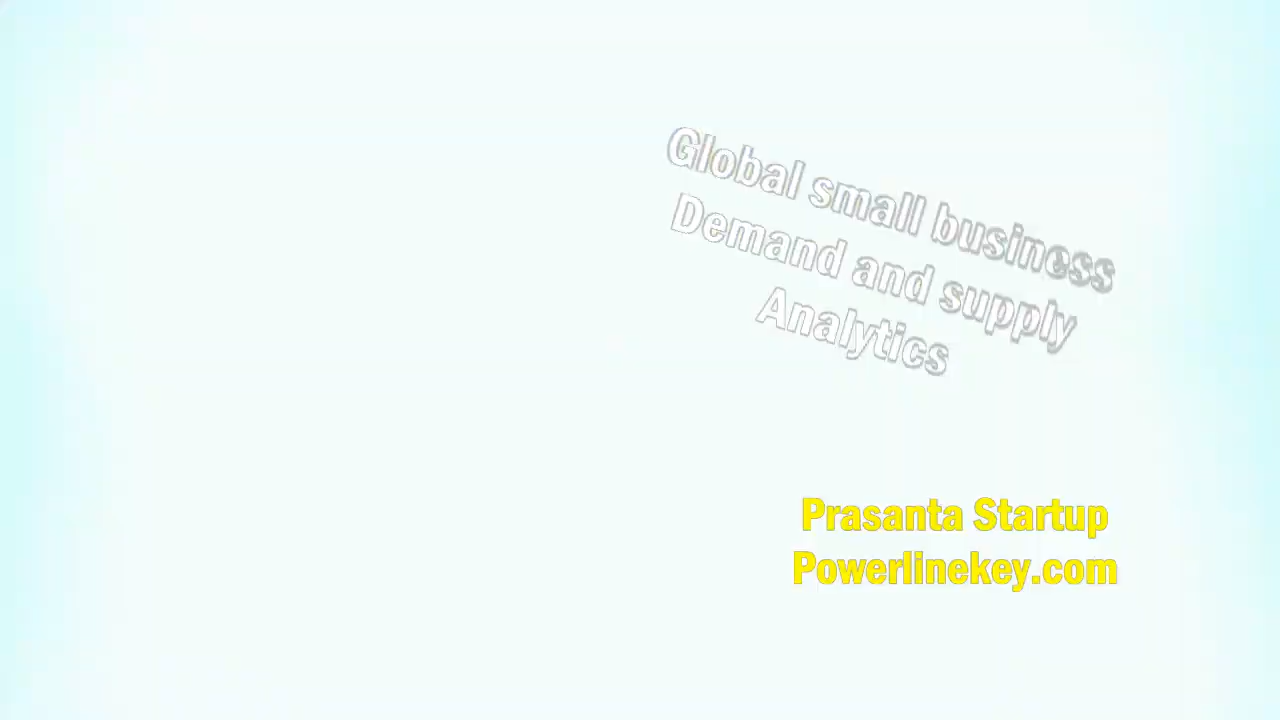 Global small business
Demand and supply
Analytics
Prasanta Startup
Powerlinekey.com